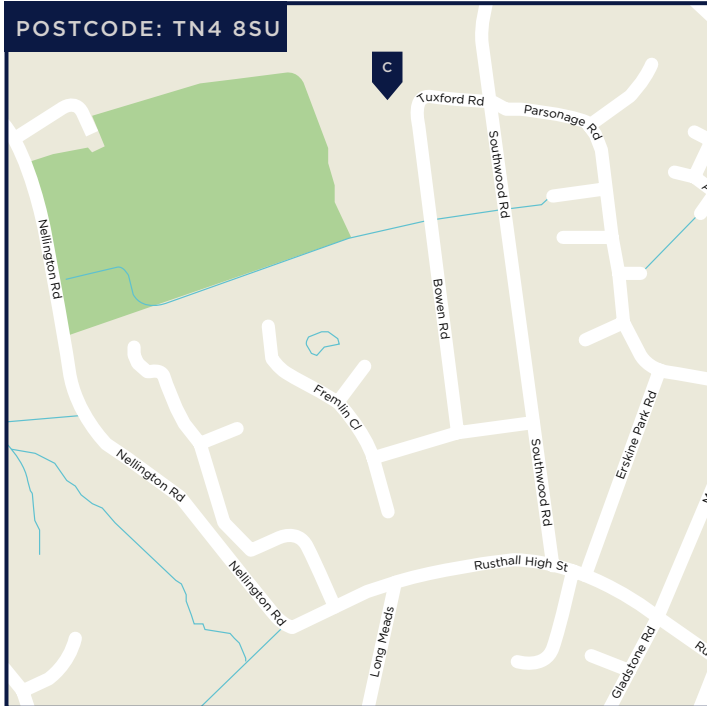 POSTCODE: TN4 8SU
C
Tuxford Rd
Parsonage Rd
Southwood Rd
Nellington Rd
Bowen Rd
Fremlin Cl
Erskine Park Rd
Nellington Rd
Southwood Rd
Rusthall High St
Nellington Rd
Long Meads
Gladstone Rd